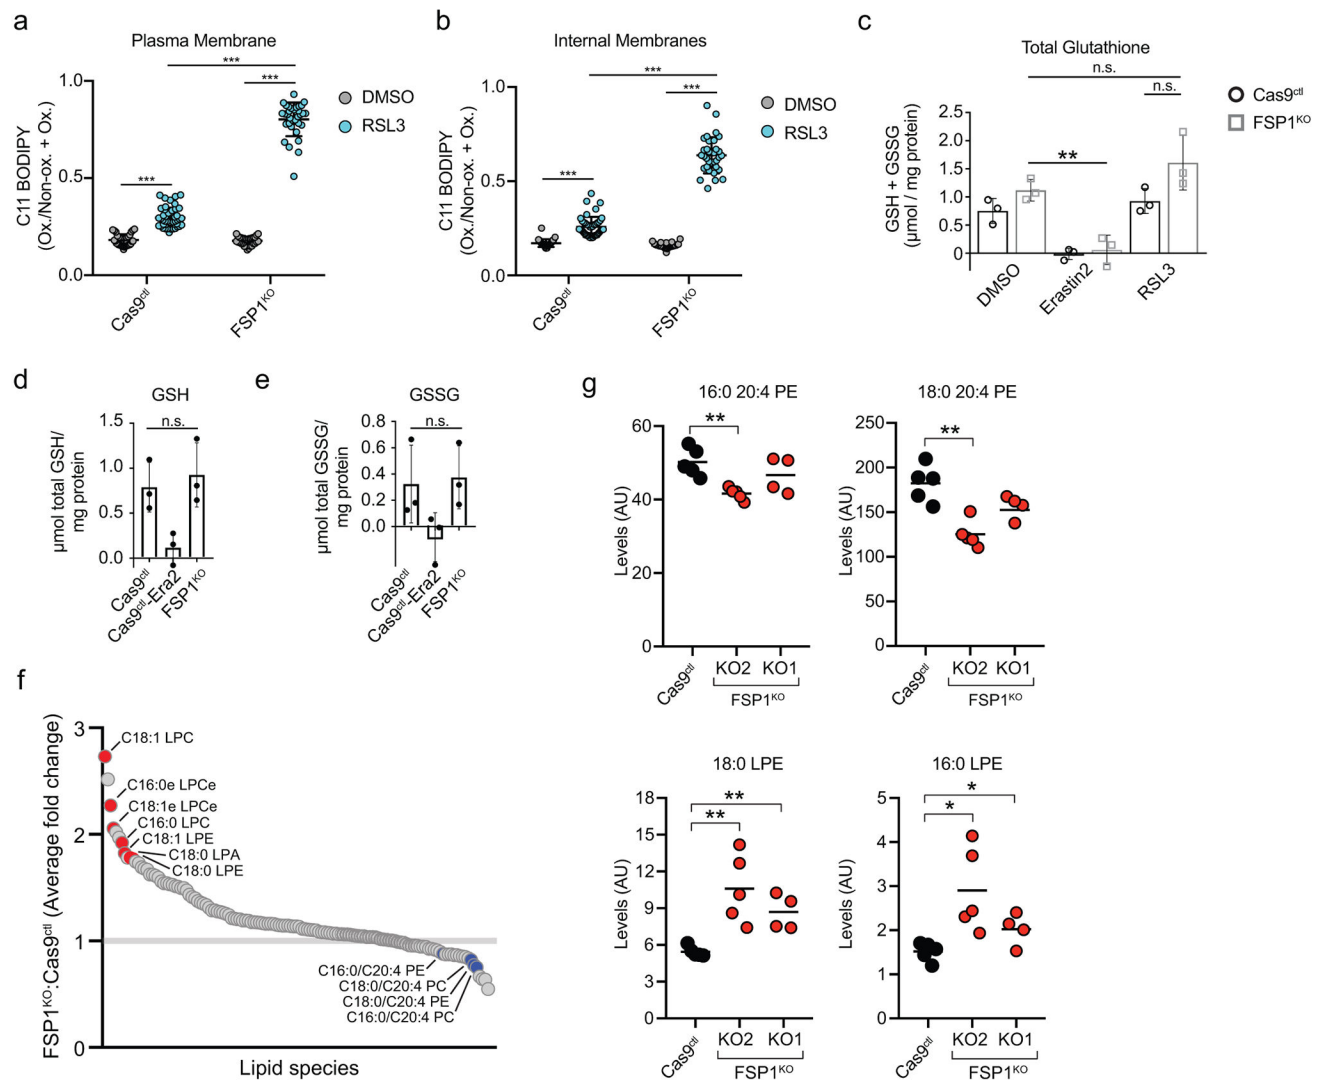 a
Plasma Membrane
***
***
***
1.0
0.5
0.0
C11 BODIPY
(Ox./Non-ox. + Ox.)
DMSO
RSL3
Cas9ctl
FSP1KO
b
Internal Membranes
***
***
***
1.0
0.5
0.0
C11 BODIPY
(Ox./Non-ox. + Ox.)
DMSO
RSL3
Cas9ctl
FSP1KO
c
Total Glutathione
n.s.
n.s.
**
2.5
2.0
1.5
1.0
0.5
0
GSH + GSSG
(μmol / mg protein)
Cas9ctl
FSP1KO
DMSO
Erastin2
RSL3
d
GSH
n.s.
1.5
1.0
0.5
0.0
μmol total GSH/
mg protein
Cas9ctl
Cas9ctl-Era2
FSP1KO
e
GSSG
n.s.
0.8
0.6
0.4
0.2
0.0
μmol total GSSG/
mg protein
Cas9ctl
Cas9ctl-Era2
FSP1KO
f
3
2
1
0
FSP1KO:Cas9ctl (Average fold change)
C18:1 LPC
C16:0e LPCe
C18:1e LPCe
C16:0 LPC
C18:1 LPE
C18:0 LPA
C18:0 LPE
C16:0/C20:4 PE
C18:0/C20:4 PC
C18:0/C20:4 PE
C16:0/C20:4 PC
Lipid species
g
16:0 20:4 PE
**
60
40
20
0
Levels (AU)
Cas9ctl
KO2 KO1
FSP1KO
18:0 20:4 PE
**
250
200
150
100
50
0
Levels (AU)
Cas9ctl
KO2 KO1
FSP1KO
18:0 LPE
**
**
18
15
12
9
6
3
0
Levels (AU)
Cas9ctl
KO2 KO1
FSP1KO
16:0 LPE
*
*
5
4
3
2
1
0
Levels (AU)
Cas9ctl
KO2 KO1
FSP1KO